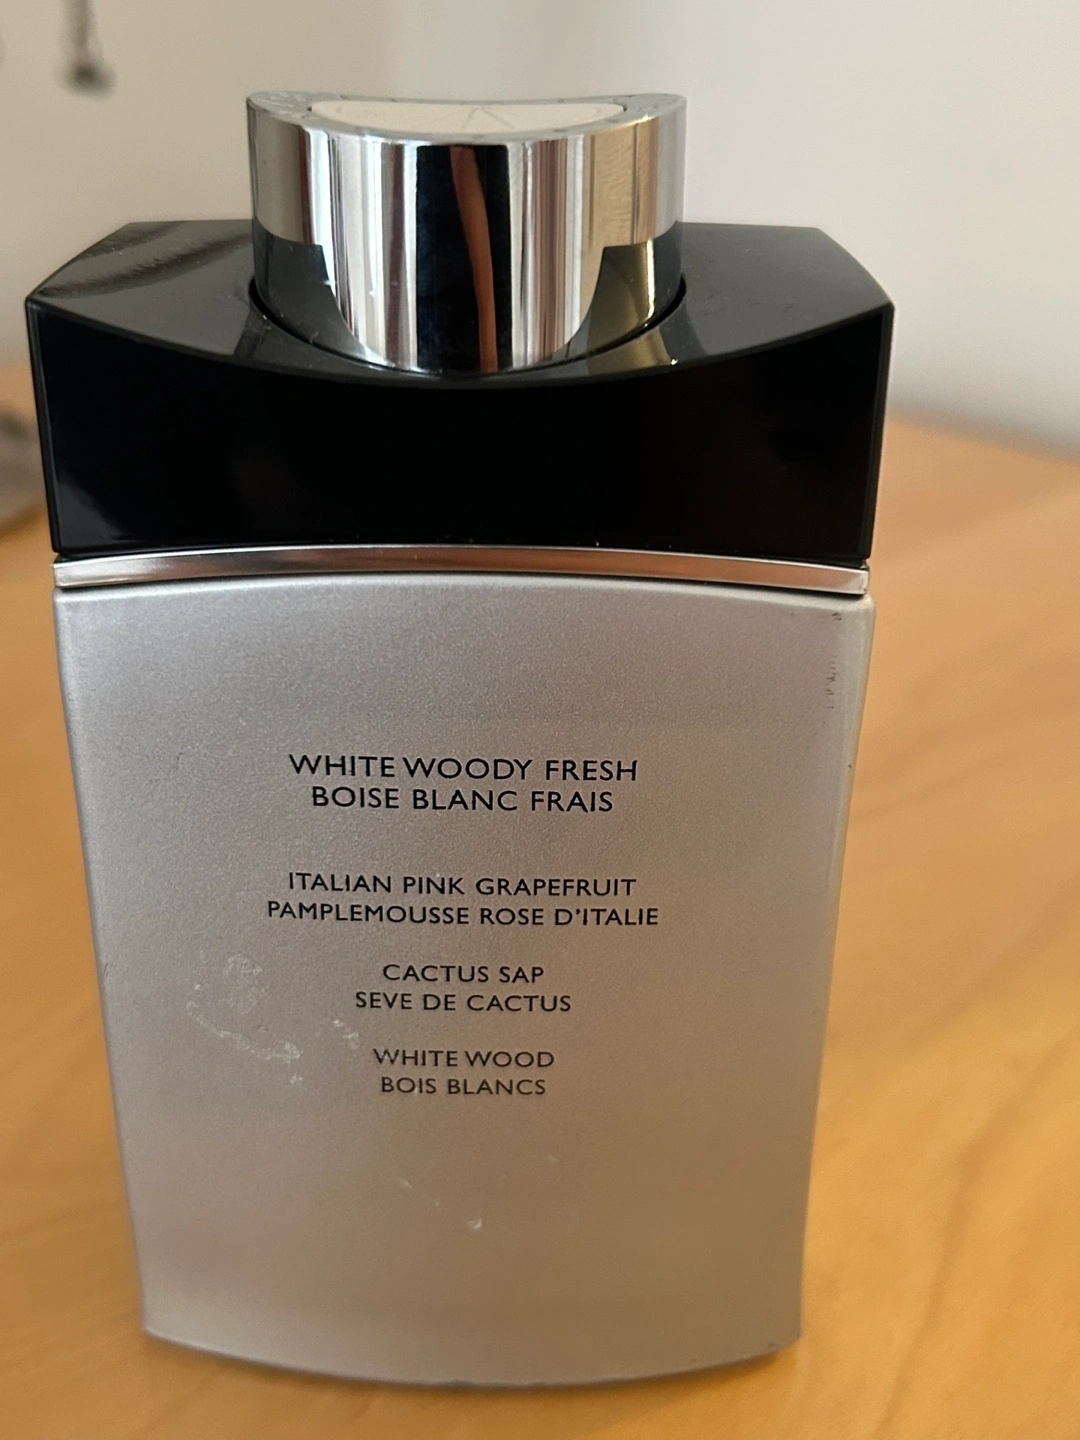 WHITE WOODY FRESH
BOISE BLANC FRAIS
ITALIAN PINK GRAPEFRUIT
PAMPLEMOUSSE ROSE D'ITALIE
CACTUS SAP
SEVE DE CACTUS
WHITE WOOD
BOIS BLANCS